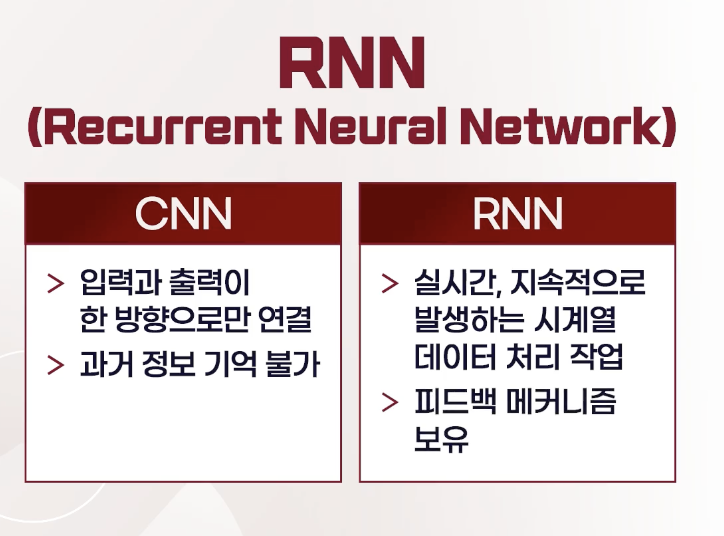 RNN
(Recurrent Neural Network)
CNN
> 입력과 출력이
한 방향으로만 연결
> 과거 정보 기억 불가
RNN
> 실시간, 지속적으로
발생하는 시계열
데이터 처리 작업
> 피드백 메커니즘
보유